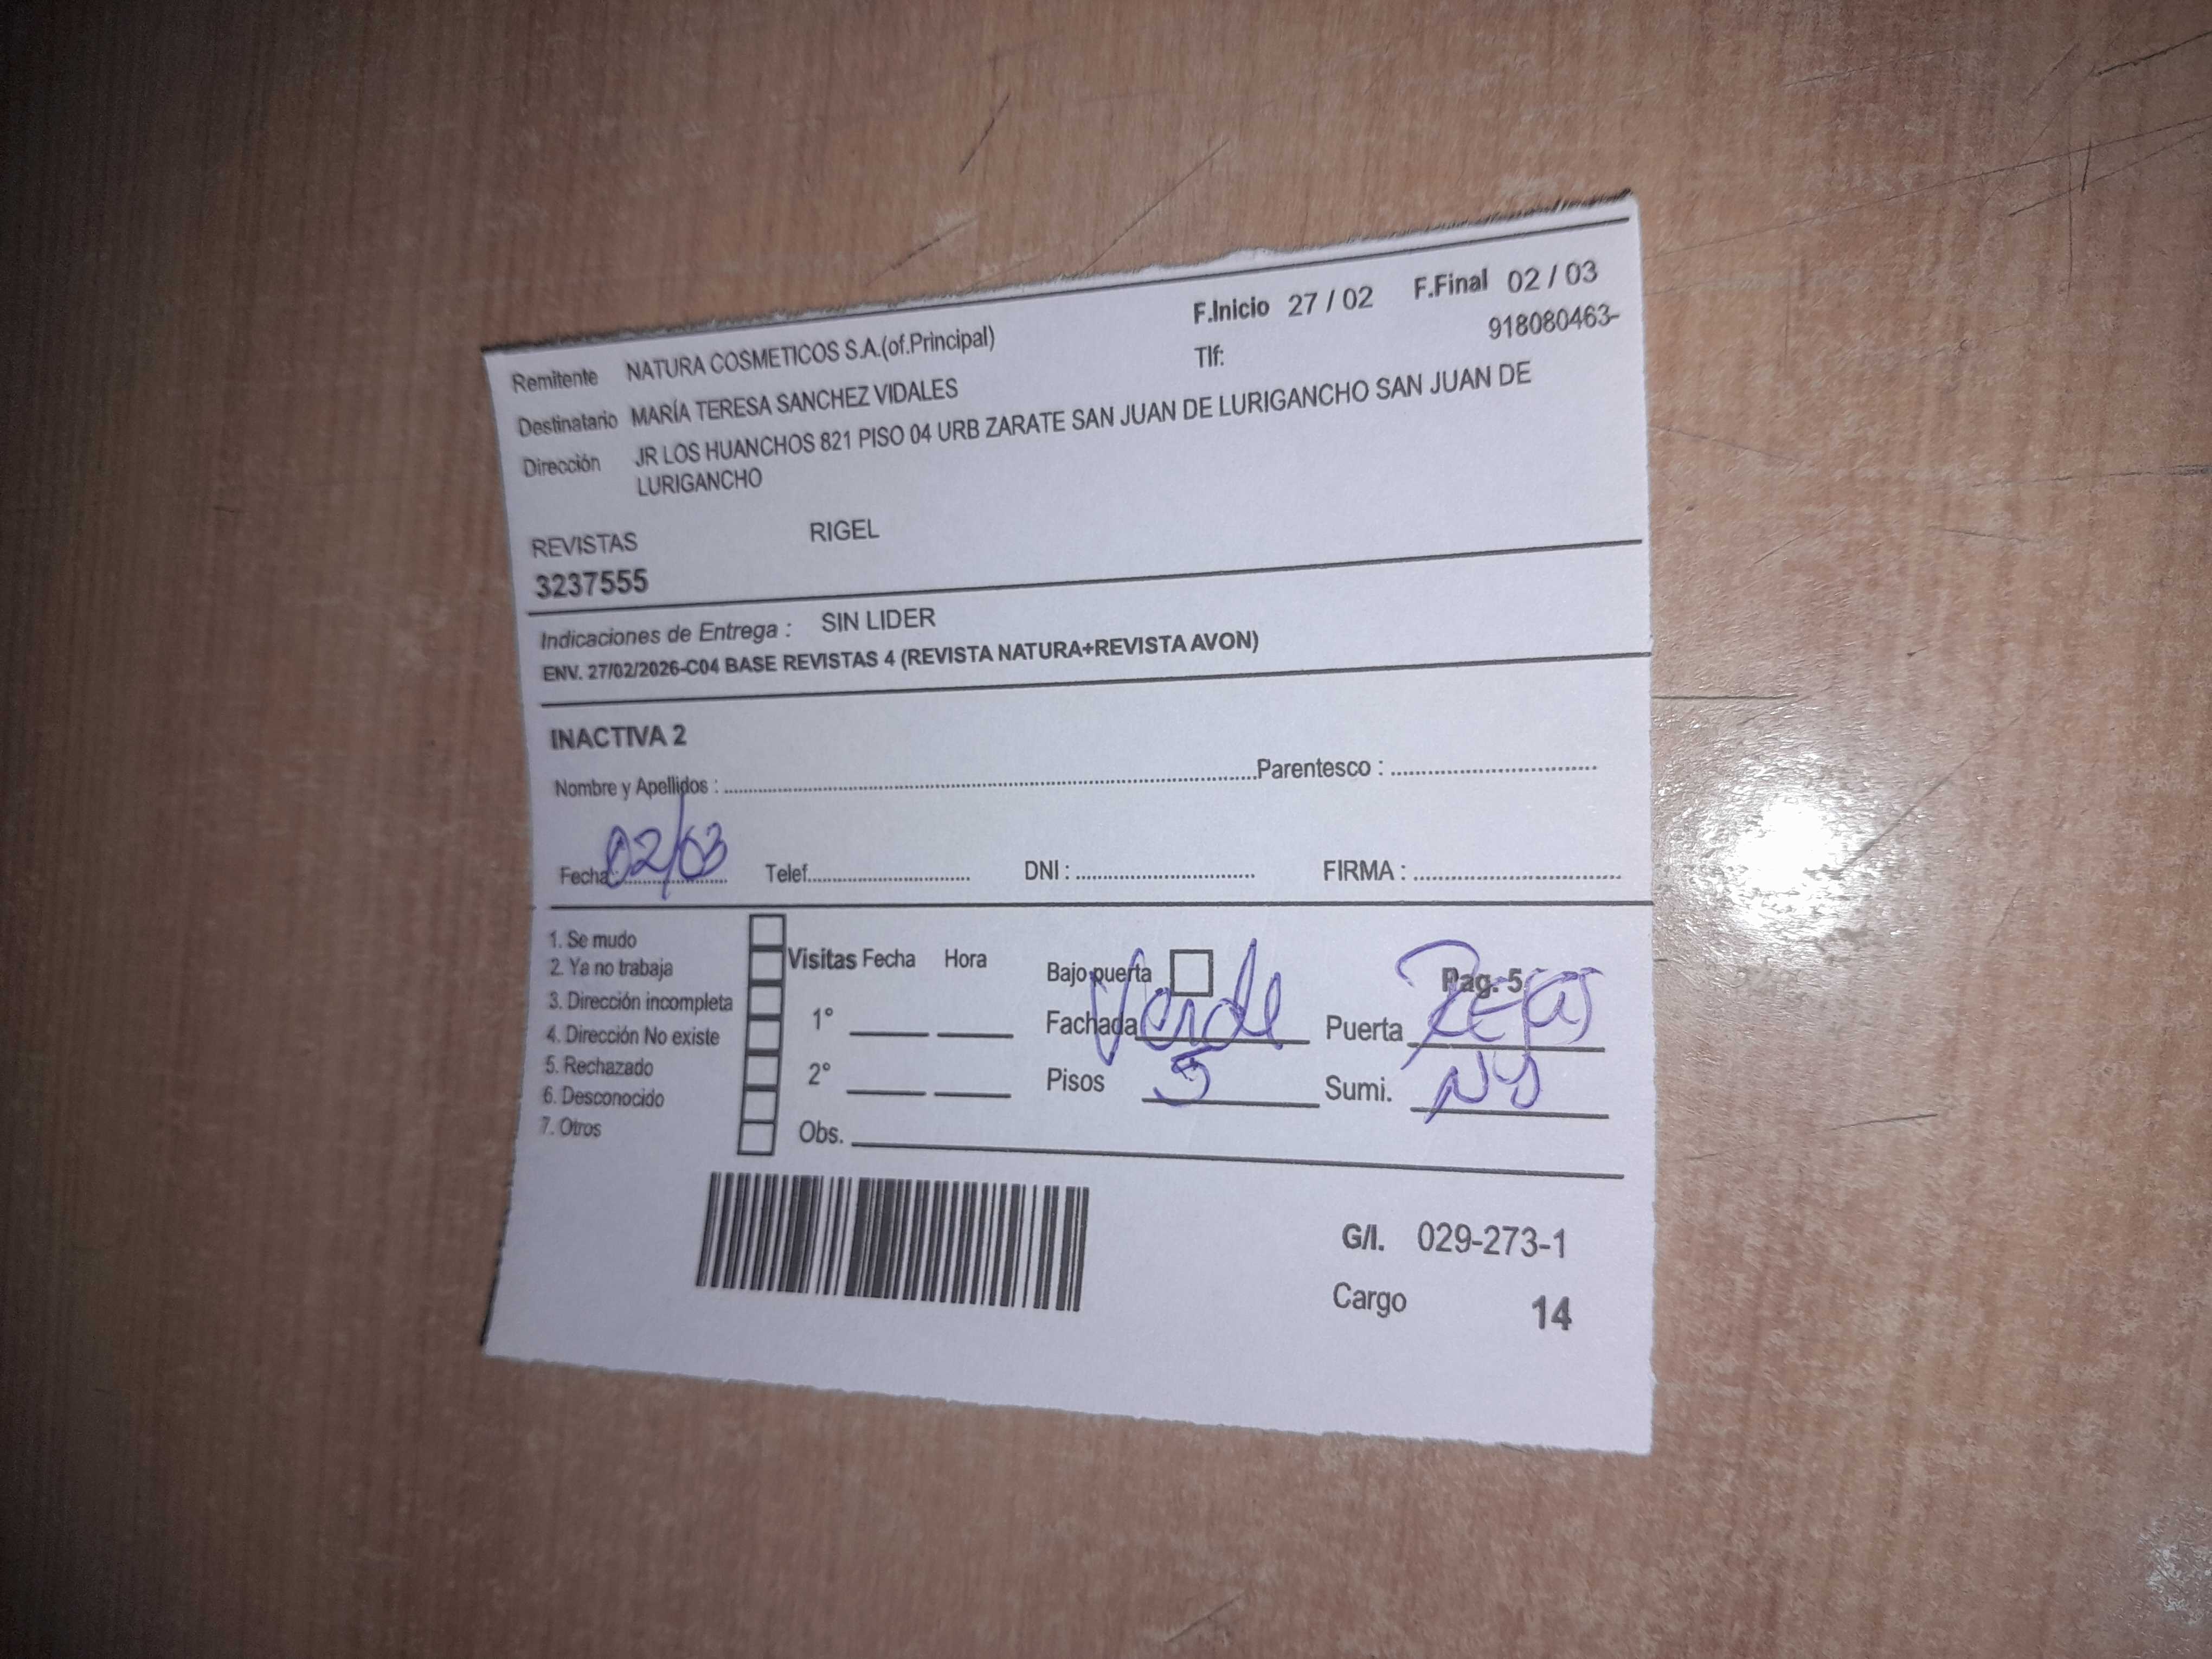 F.Inicio 27 / 02 F.Final 02 / 03
Remitente NATURA COSMETICOS S.A.(of.Principal) Tlf: 918080463-
Destinatario MARÍA TERESA SANCHEZ VIDALES
Dirección JR LOS HUANCHOS 821 PISO 04 URB ZARATE SAN JUAN DE LURIGANCHO SAN JUAN DE
LURIGANCHO
REVISTAS RIGEL
3237555
Indicaciones de Entrega : SIN LIDER
ENV. 27/02/2026-C04 BASE REVISTAS 4 (REVISTA NATURA+REVISTA AVON)
INACTIVA 2
Nombre y Apellidos : Parentesco :
Fecha: 02/03 Telef. DNI : FIRMA :
1. Se mudo
2. Ya no trabaja
3. Dirección incompleta
4. Dirección No existe
5. Rechazado
6. Desconocido
7. Otros
Visitas Fecha Hora
1°
2°
Obs.
Bajo puerta Pag. 5
Fachada Verde Puerta
Pisos 5 Sumi.
G/I. 029-273-1
Cargo 14